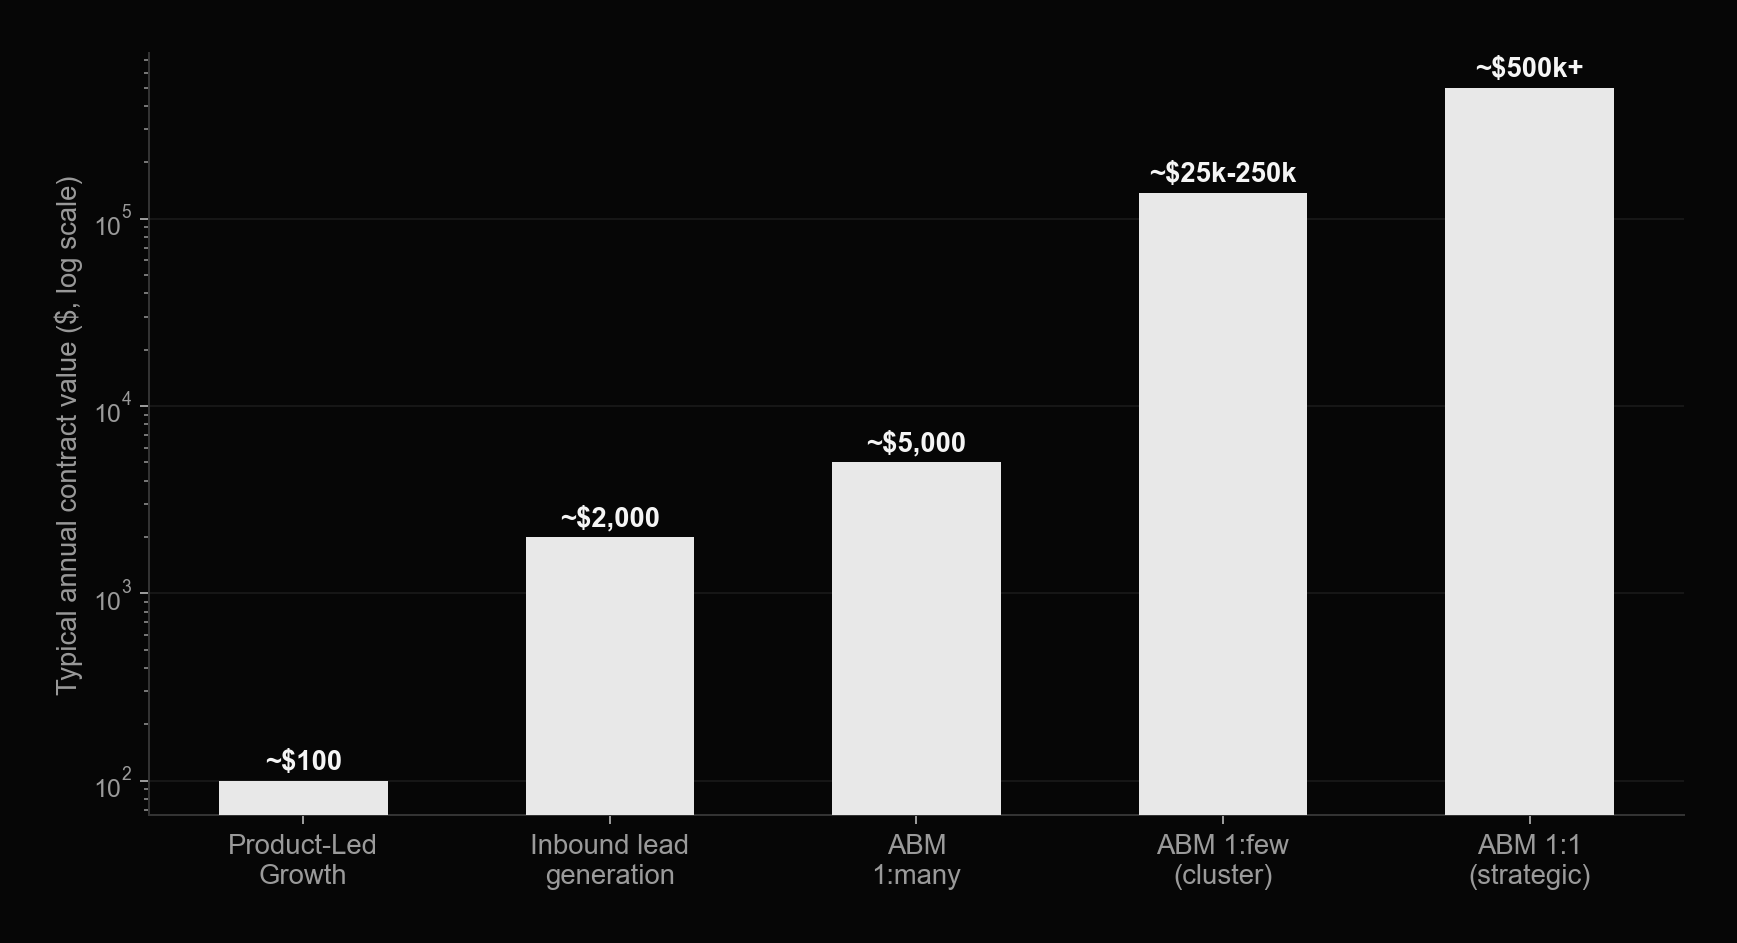 Typical annual contract value ($, log scale)
10^5
10^4
10^3
10^2
~$100
~$2,000
~$5,000
~$25k-250k
~$500k+
Product-Led
Growth
Inbound lead
generation
ABM
1:many
ABM 1:few
(cluster)
ABM 1:1
(strategic)